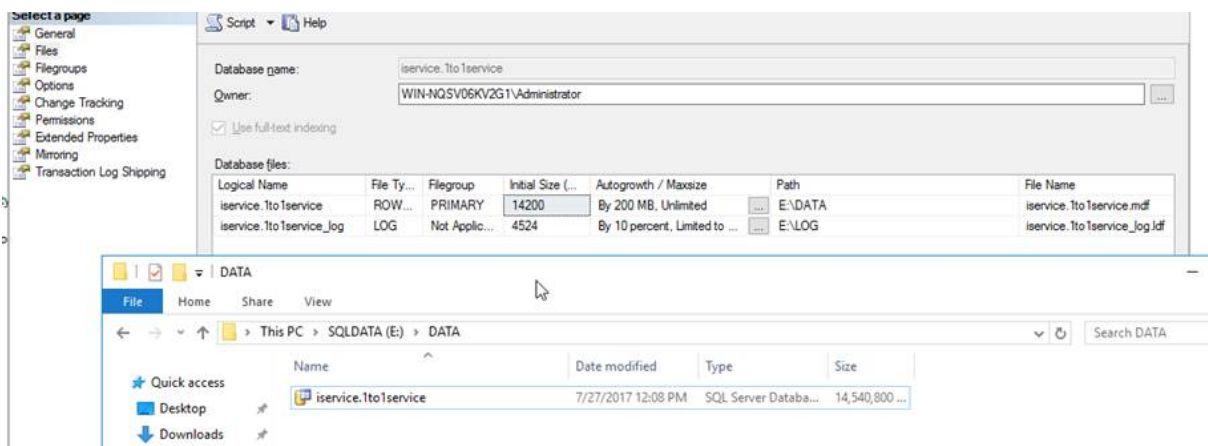 Select a page
General
Files
Filegroups
Options
Change Tracking
Permissions
Extended Properties
Mirroring
Transaction Log Shipping
Script Help
Database name: iservice.1to1service
Owner: WIN-NQSV06KV2G1\Administrator ...
Use full-text indexing
Database files:
Logical Name File Ty... Filegroup Initial Size (... Autogrowth / Maxsize Path File Name
iservice.1to1service ROW... PRIMARY 14200 By 200 MB, Unlimited ... E:\DATA iservice.1to1service.mdf
iservice.1to1service_log LOG Not Applic... 4524 By 10 percent, Limited to ... ... E:\LOG iservice.1to1service_log.ldf
DATA
File Home Share View
This PC > SQLDATA (E:) > DATA Search DATA
Name Date modified Type Size
Quick access
iservice.1to1service 7/27/2017 12:08 PM SQL Server Databa... 14,540,800 ...
Desktop
Downloads